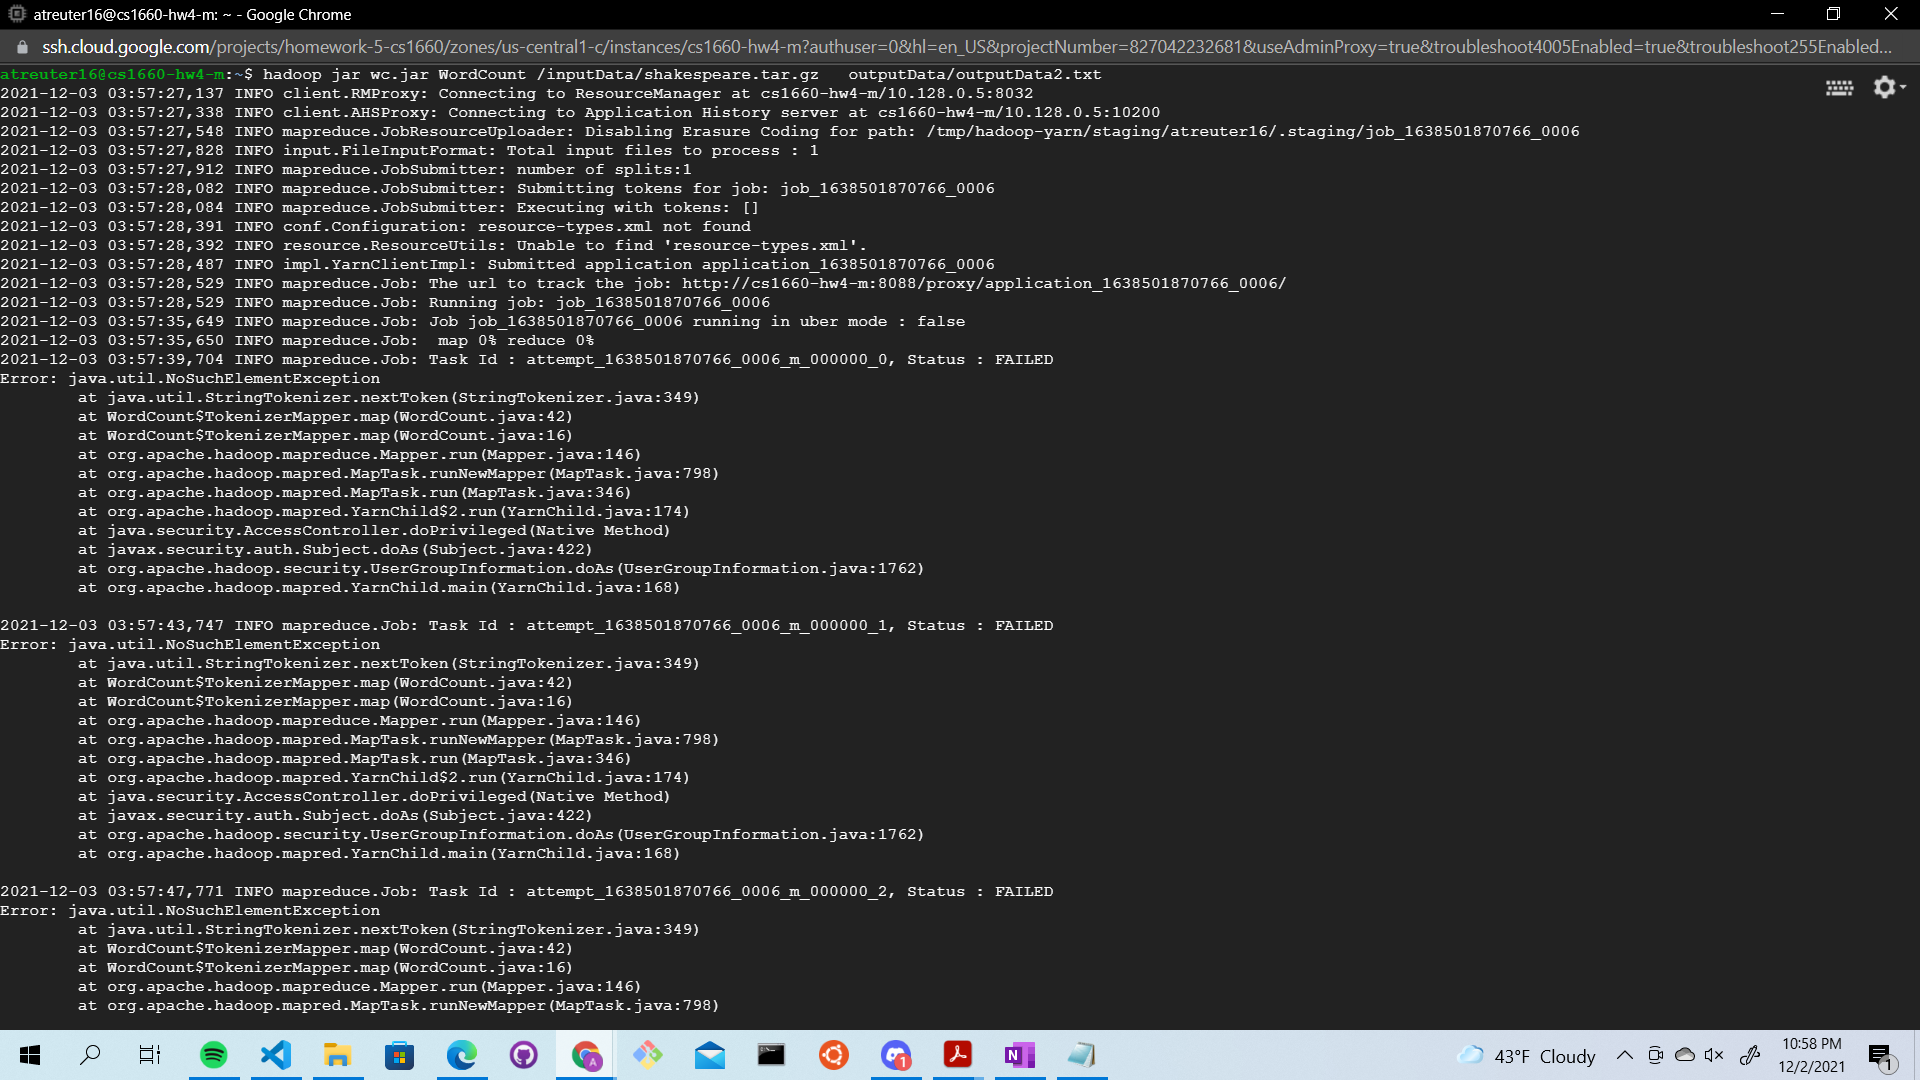 atreuter16@cs1660-hw4-m: ~ - Google Chrome
ssh.cloud.google.com/projects/homework-5-cs1660/zones/us-central1-c/instances/cs1660-hw4-m?authuser=0&hl=en_US&projectNumber=827042232681&useAdminProxy=true&troubleshoot4005Enabled=true&troubleshoot255Enabled...
atreuter16@cs1660-hw4-m:~$ hadoop jar wc.jar WordCount /inputData/shakespeare.tar.gz   outputData/outputData2.txt
2021-12-03 03:57:27,137 INFO client.RMProxy: Connecting to ResourceManager at cs1660-hw4-m/10.128.0.5:8032
2021-12-03 03:57:27,338 INFO client.AHSProxy: Connecting to Application History server at cs1660-hw4-m/10.128.0.5:10200
2021-12-03 03:57:27,548 INFO mapreduce.JobResourceUploader: Disabling Erasure Coding for path: /tmp/hadoop-yarn/staging/atreuter16/.staging/job_1638501870766_0006
2021-12-03 03:57:27,828 INFO input.FileInputFormat: Total input files to process : 1
2021-12-03 03:57:27,912 INFO mapreduce.JobSubmitter: number of splits:1
2021-12-03 03:57:28,082 INFO mapreduce.JobSubmitter: Submitting tokens for job: job_1638501870766_0006
2021-12-03 03:57:28,084 INFO mapreduce.JobSubmitter: Executing with tokens: []
2021-12-03 03:57:28,391 INFO conf.Configuration: resource-types.xml not found
2021-12-03 03:57:28,392 INFO resource.ResourceUtils: Unable to find 'resource-types.xml'.
2021-12-03 03:57:28,487 INFO impl.YarnClientImpl: Submitted application application_1638501870766_0006
2021-12-03 03:57:28,529 INFO mapreduce.Job: The url to track the job: http://cs1660-hw4-m:8088/proxy/application_1638501870766_0006/
2021-12-03 03:57:28,529 INFO mapreduce.Job: Running job: job_1638501870766_0006
2021-12-03 03:57:35,649 INFO mapreduce.Job: Job job_1638501870766_0006 running in uber mode : false
2021-12-03 03:57:35,650 INFO mapreduce.Job:  map 0% reduce 0%
2021-12-03 03:57:39,704 INFO mapreduce.Job: Task Id : attempt_1638501870766_0006_m_000000_0, Status : FAILED
Error: java.util.NoSuchElementException
at java.util.StringTokenizer.nextToken(StringTokenizer.java:349)
at WordCount$TokenizerMapper.map(WordCount.java:42)
at WordCount$TokenizerMapper.map(WordCount.java:16)
at org.apache.hadoop.mapreduce.Mapper.run(Mapper.java:146)
at org.apache.hadoop.mapred.MapTask.runNewMapper(MapTask.java:798)
at org.apache.hadoop.mapred.MapTask.run(MapTask.java:346)
at org.apache.hadoop.mapred.YarnChild$2.run(YarnChild.java:174)
at java.security.AccessController.doPrivileged(Native Method)
at javax.security.auth.Subject.doAs(Subject.java:422)
at org.apache.hadoop.security.UserGroupInformation.doAs(UserGroupInformation.java:1762)
at org.apache.hadoop.mapred.YarnChild.main(YarnChild.java:168)
2021-12-03 03:57:43,747 INFO mapreduce.Job: Task Id : attempt_1638501870766_0006_m_000000_1, Status : FAILED
Error: java.util.NoSuchElementException
at java.util.StringTokenizer.nextToken(StringTokenizer.java:349)
at WordCount$TokenizerMapper.map(WordCount.java:42)
at WordCount$TokenizerMapper.map(WordCount.java:16)
at org.apache.hadoop.mapreduce.Mapper.run(Mapper.java:146)
at org.apache.hadoop.mapred.MapTask.runNewMapper(MapTask.java:798)
at org.apache.hadoop.mapred.MapTask.run(MapTask.java:346)
at org.apache.hadoop.mapred.YarnChild$2.run(YarnChild.java:174)
at java.security.AccessController.doPrivileged(Native Method)
at javax.security.auth.Subject.doAs(Subject.java:422)
at org.apache.hadoop.security.UserGroupInformation.doAs(UserGroupInformation.java:1762)
at org.apache.hadoop.mapred.YarnChild.main(YarnChild.java:168)
2021-12-03 03:57:47,771 INFO mapreduce.Job: Task Id : attempt_1638501870766_0006_m_000000_2, Status : FAILED
Error: java.util.NoSuchElementException
at java.util.StringTokenizer.nextToken(StringTokenizer.java:349)
at WordCount$TokenizerMapper.map(WordCount.java:42)
at WordCount$TokenizerMapper.map(WordCount.java:16)
at org.apache.hadoop.mapreduce.Mapper.run(Mapper.java:146)
at org.apache.hadoop.mapred.MapTask.runNewMapper(MapTask.java:798)
A
1
N
43°F Cloudy
10:58 PM
12/2/2021
1